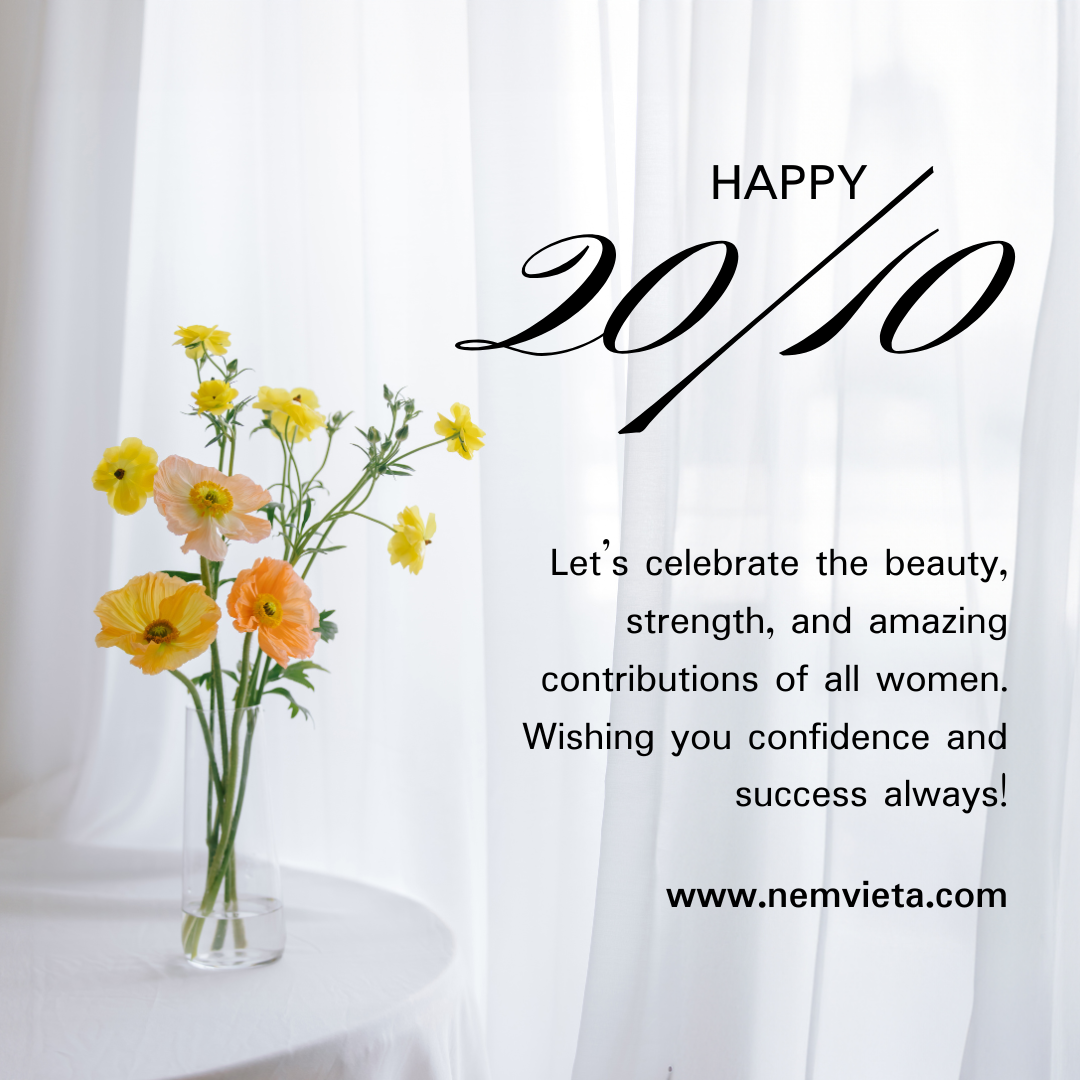 HAPPY
20/10
Let's celebrate the beauty,
strength, and amazing
contributions of all women.
Wishing you confidence and
success always!
www.nemvieta.com